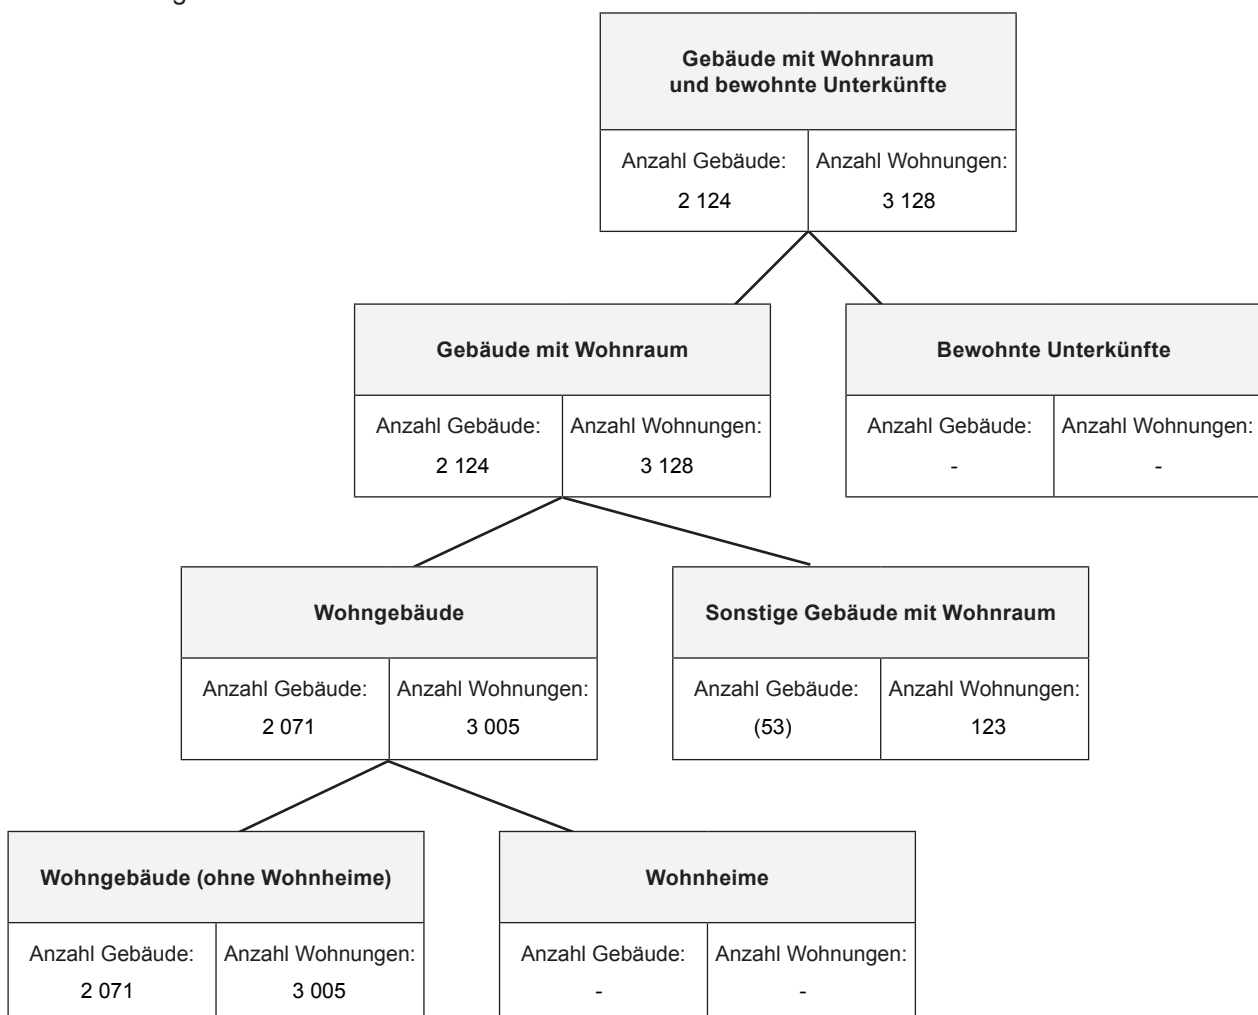 Gebäude mit Wohnraum
und bewohnte Unterkünfte
Anzahl Gebäude: Anzahl Wohnungen:
2 124 3 128
Gebäude mit Wohnraum
Anzahl Gebäude: Anzahl Wohnungen:
2 124 3 128
Bewohnte Unterkünfte
Anzahl Gebäude: Anzahl Wohnungen:
- -
Wohngebäude
Anzahl Gebäude: Anzahl Wohnungen:
2 071 3 005
Sonstige Gebäude mit Wohnraum
Anzahl Gebäude: Anzahl Wohnungen:
(53) 123
Wohngebäude (ohne Wohnheime)
Anzahl Gebäude: Anzahl Wohnungen:
2 071 3 005
Wohnheime
Anzahl Gebäude: Anzahl Wohnungen:
- -